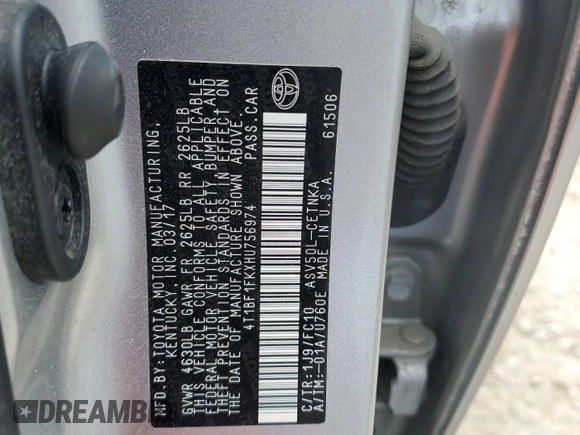 MFD.BY:TOYOTA MOTOR MANUFACTURING,
KENTUCKY, INC. 03/17
GVWR 4630LB GAWR FR 2625LB RR 2625LB
THIS VEHICLE CONFORMS TO ALL APPLICABLE
FEDERAL MOTOR VEHICLE SAFETY, BUMPER AND
THEFT PREVENTION STANDARDS IN EFFECT ON
THE DATE OF MANUFACTURE SHOWN ABOVE.
4T1BF1FKXHU756974 PASS.CAR
61506
C/TR:1J9/FC10 ASV50L-CETNKA
A/TM:-01A/U760E MADE IN U.S.A.
DREAMB